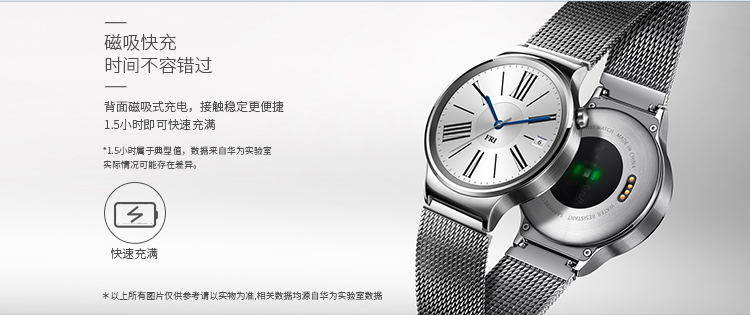 磁吸快充
时间不容错过
背面磁吸式充电，接触稳定更便捷
1.5小时即可快速充满
*1.5小时属于典型值，数据来自华为实验室
实际情况可能存在差异。
快速充满
＊以上所有图片仅供参考请以实物为准,相关数据均源自华为实验室数据
FRI
6
WATCH
MADE IN CHINA
WATER RESISTANT